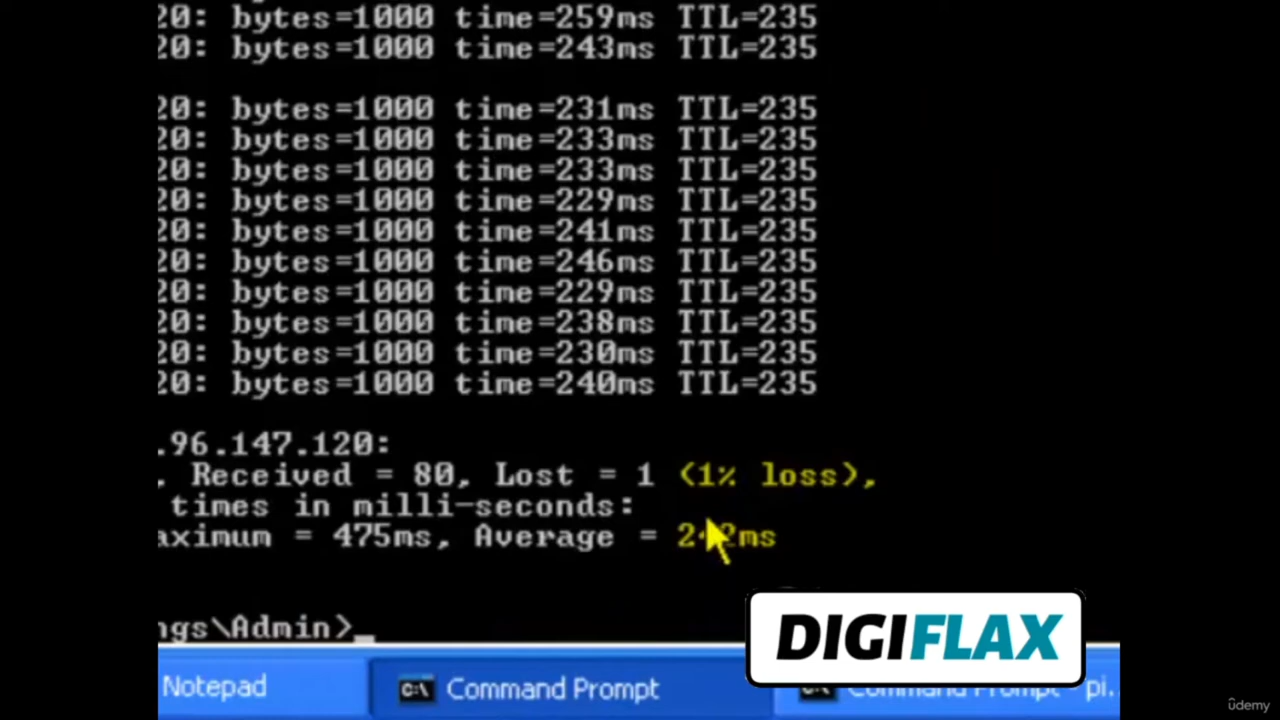 20: bytes=1000 time=259ms TTL=235
20: bytes=1000 time=243ms TTL=235
20: bytes=1000 time=231ms TTL=235
20: bytes=1000 time=233ms TTL=235
20: bytes=1000 time=233ms TTL=235
20: bytes=1000 time=229ms TTL=235
20: bytes=1000 time=241ms TTL=235
20: bytes=1000 time=246ms TTL=235
20: bytes=1000 time=229ms TTL=235
20: bytes=1000 time=238ms TTL=235
20: bytes=1000 time=230ms TTL=235
20: bytes=1000 time=240ms TTL=235
.96.147.120:
, Received = 80, Lost = 1 (1% loss),
times in milli-seconds:
aximum = 475ms, Average =
ngs\Admin>_
DIGIFLAX
Notepad
Command Prompt
Command Prompt - pi.
ûdemy